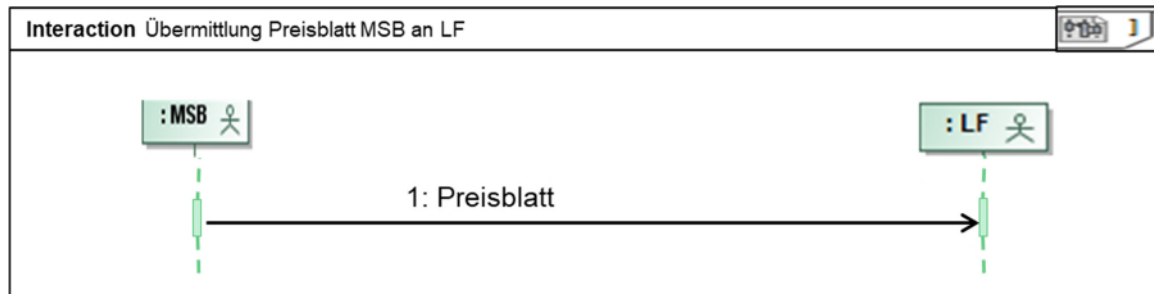 Interaction Übermittlung Preisblatt MSB an LF
: MSB
: LF
1: Preisblatt